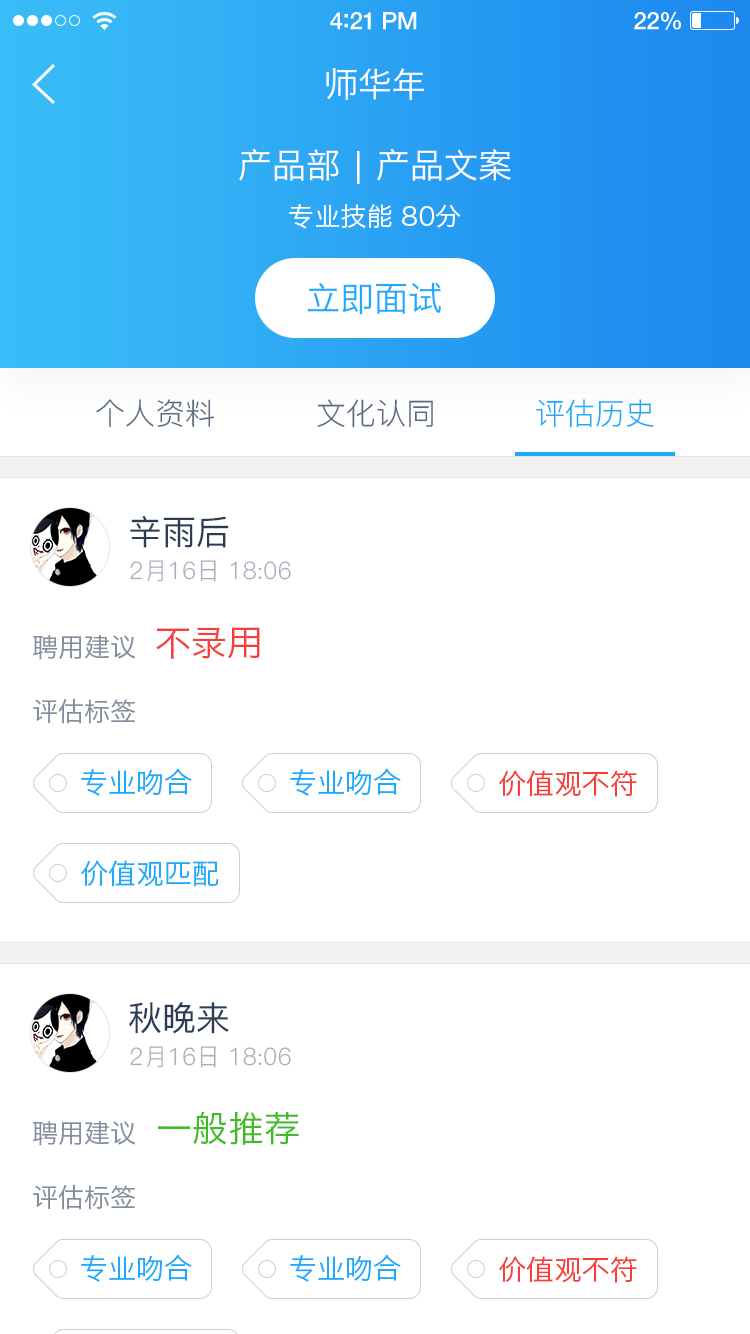 4:21 PM
22%
师华年
产品部 | 产品文案
专业技能 80分
立即面试
个人资料 文化认同 评估历史
辛雨后
2月16日 18:06
聘用建议 不录用
评估标签
专业吻合 专业吻合 价值观不符
价值观匹配
秋晚来
2月16日 18:06
聘用建议 一般推荐
评估标签
专业吻合 专业吻合 价值观不符